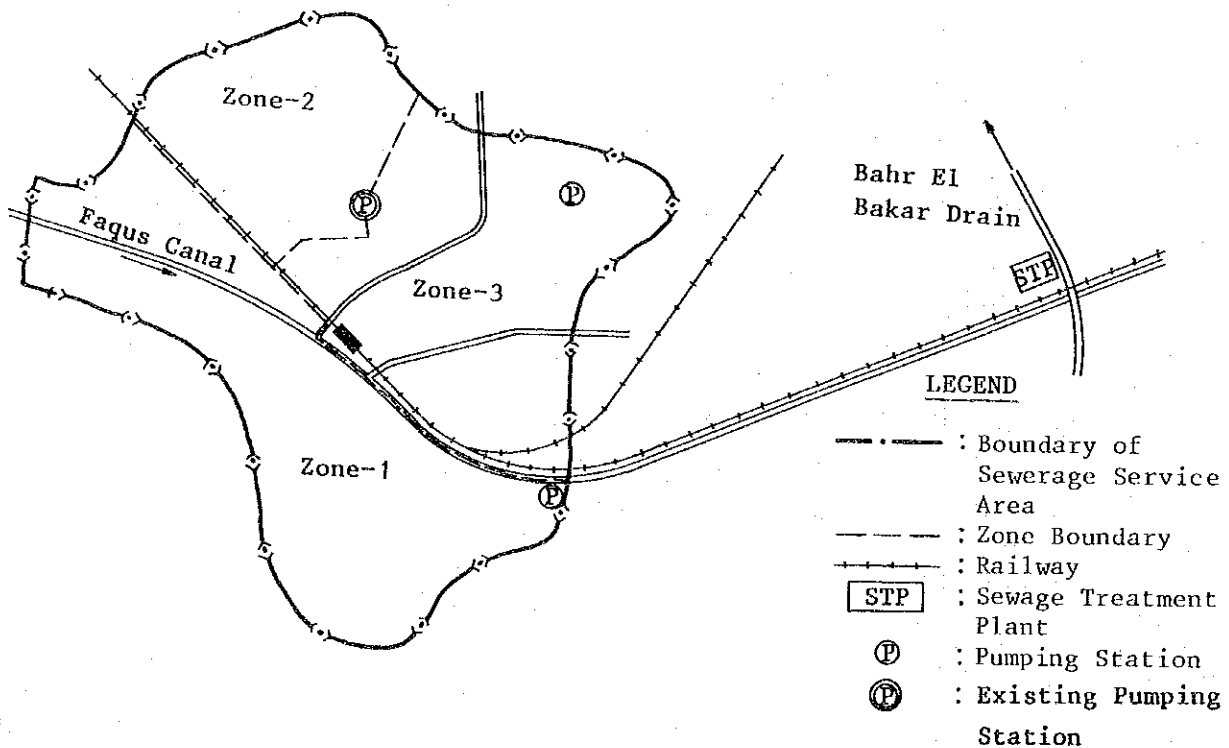 Zone-2
P
P
Faqus Canal
Zone-3
Zone-1
P
Bahr El
Bakar Drain
STP
LEGEND
: Boundary of
Sewerage Service
Area
: Zone Boundary
: Railway
STP : Sewage Treatment
Plant
P : Pumping Station
P : Existing Pumping
Station